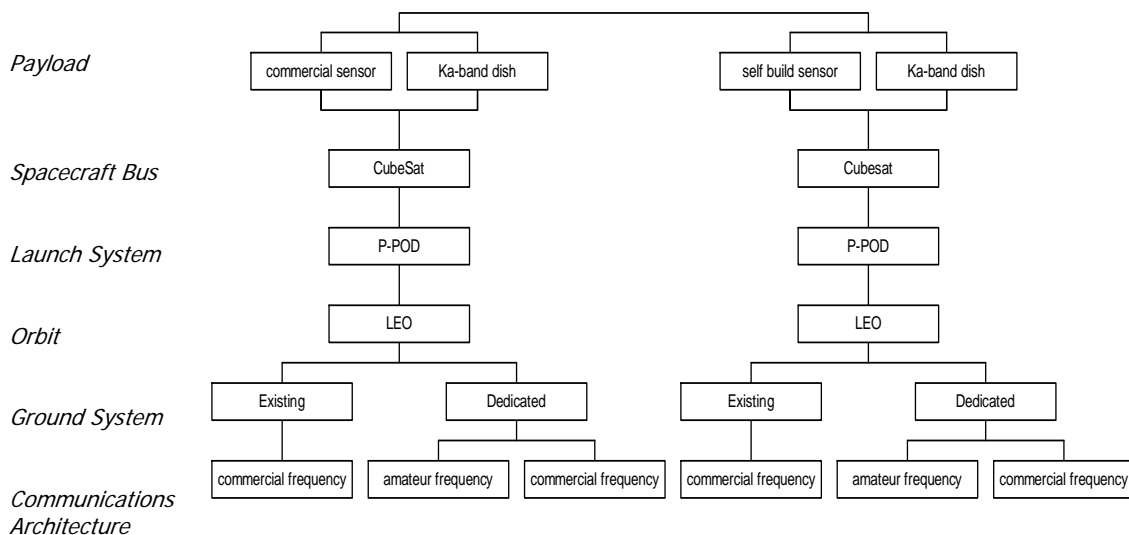 Payload
commercial sensor
Ka-band dish
self build sensor
Ka-band dish
Spacecraft Bus
CubeSat
Cubesat
Launch System
P-POD
P-POD
Orbit
LEO
LEO
Ground System
Existing
Dedicated
Existing
Dedicated
Communications
Architecture
commercial frequency
amateur frequency
commercial frequency
commercial frequency
amateur frequency
commercial frequency